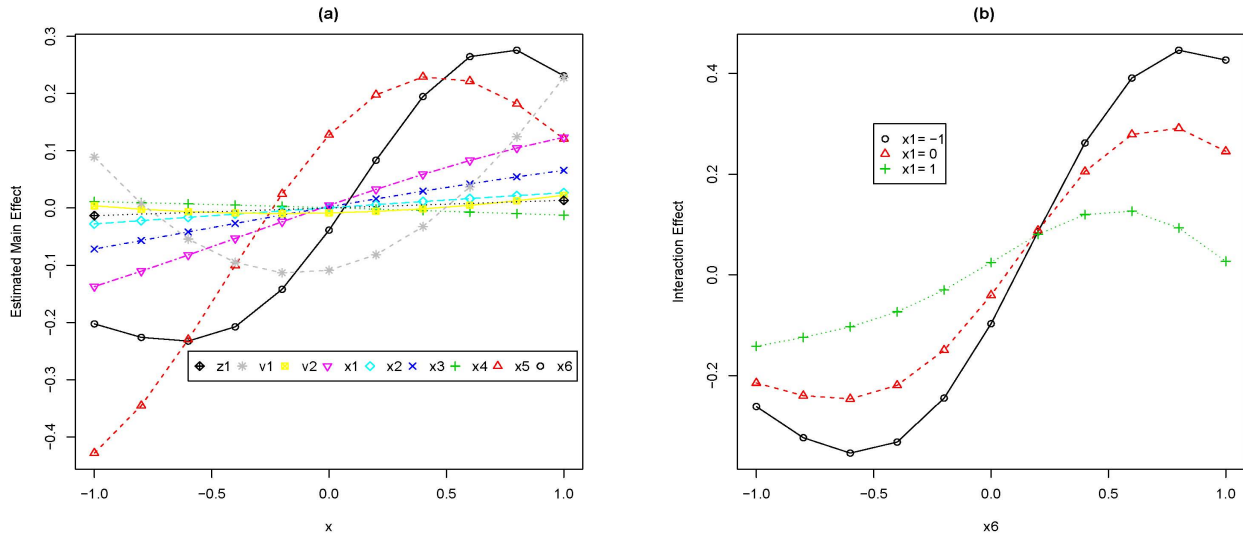 (a)
Estimated Main Effect
0.3
0.2
0.1
0.0
−0.1
−0.2
−0.3
−0.4
z1 v1 v2 x1 x2 x3 x4 x5 x6
−1.0 −0.5 0.0 0.5 1.0
x
(b)
Interaction Effect
0.4
0.2
0.0
−0.2
x1= −1
x1= 0
x1= 1
−1.0 −0.5 0.0 0.5 1.0
x6